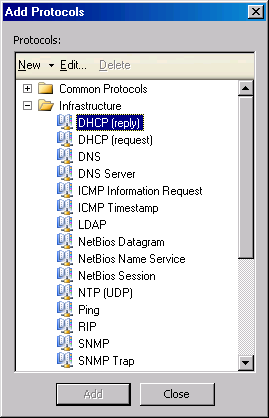 Add Protocols
Protocols:
New Edit... Delete
Common Protocols
Infrastructure
DHCP (reply)
DHCP (request)
DNS
DNS Server
ICMP Information Request
ICMP Timestamp
LDAP
NetBios Datagram
NetBios Name Service
NetBios Session
NTP (UDP)
Ping
RIP
SNMP
SNMP Trap
Add Close